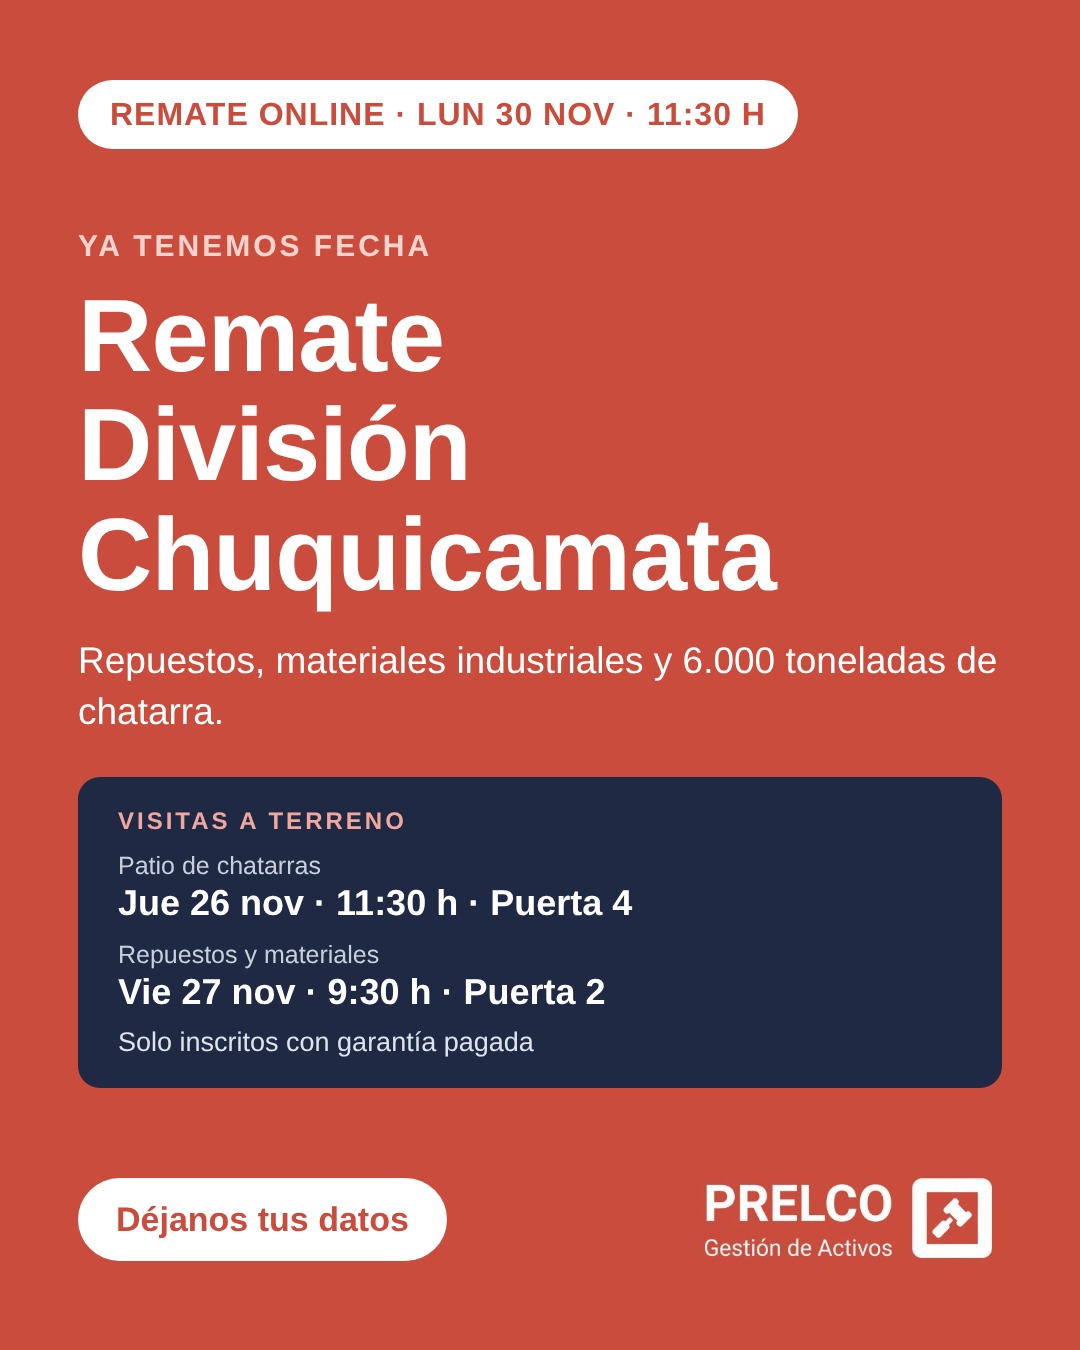 REMATE ONLINE · LUN 30 NOV · 11:30 H
YA TENEMOS FECHA
Remate
División
Chuquicamata
Repuestos, materiales industriales y 6.000 toneladas de
chatarra.
VISITAS A TERRENO
Patio de chatarras
Jue 26 nov · 11:30 h · Puerta 4
Repuestos y materiales
Vie 27 nov · 9:30 h · Puerta 2
Solo inscritos con garantía pagada
Déjanos tus datos
PRELCO
Gestión de Activos